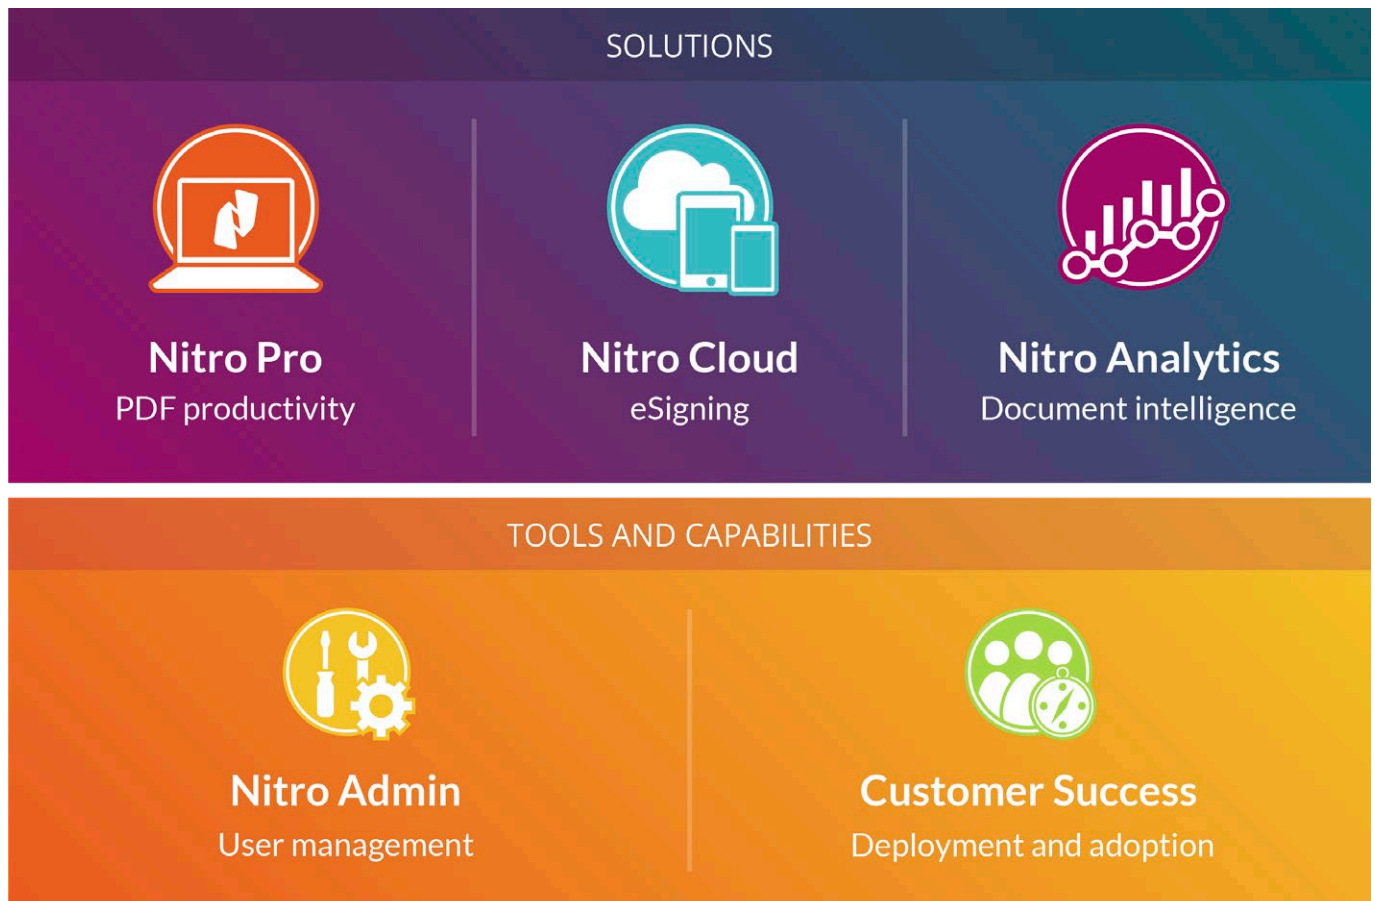 SOLUTIONS
Nitro Pro
PDF productivity
Nitro Cloud
eSigning
Nitro Analytics
Document intelligence
TOOLS AND CAPABILITIES
Nitro Admin
User management
Customer Success
Deployment and adoption